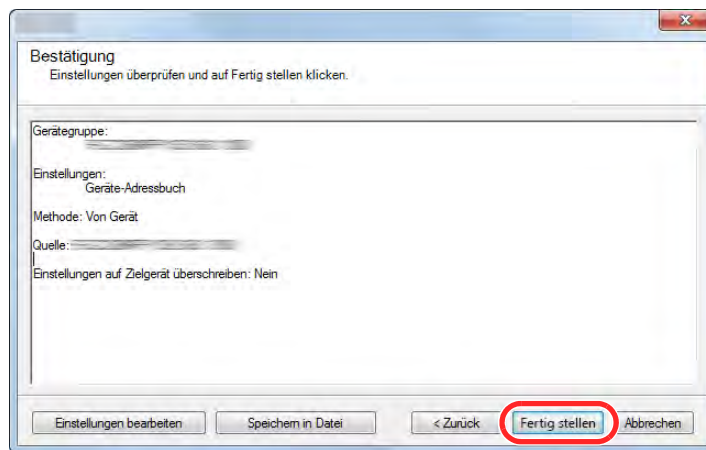 Bestätigung
Einstellungen überprüfen und auf Fertig stellen klicken.
Gerätegruppe:
Einstellungen:
Geräte-Adressbuch
Methode: Von Gerät
Quelle:
Einstellungen auf Zielgerät überschreiben: Nein
Einstellungen bearbeiten Speichern in Datei < Zurück Fertig stellen Abbrechen